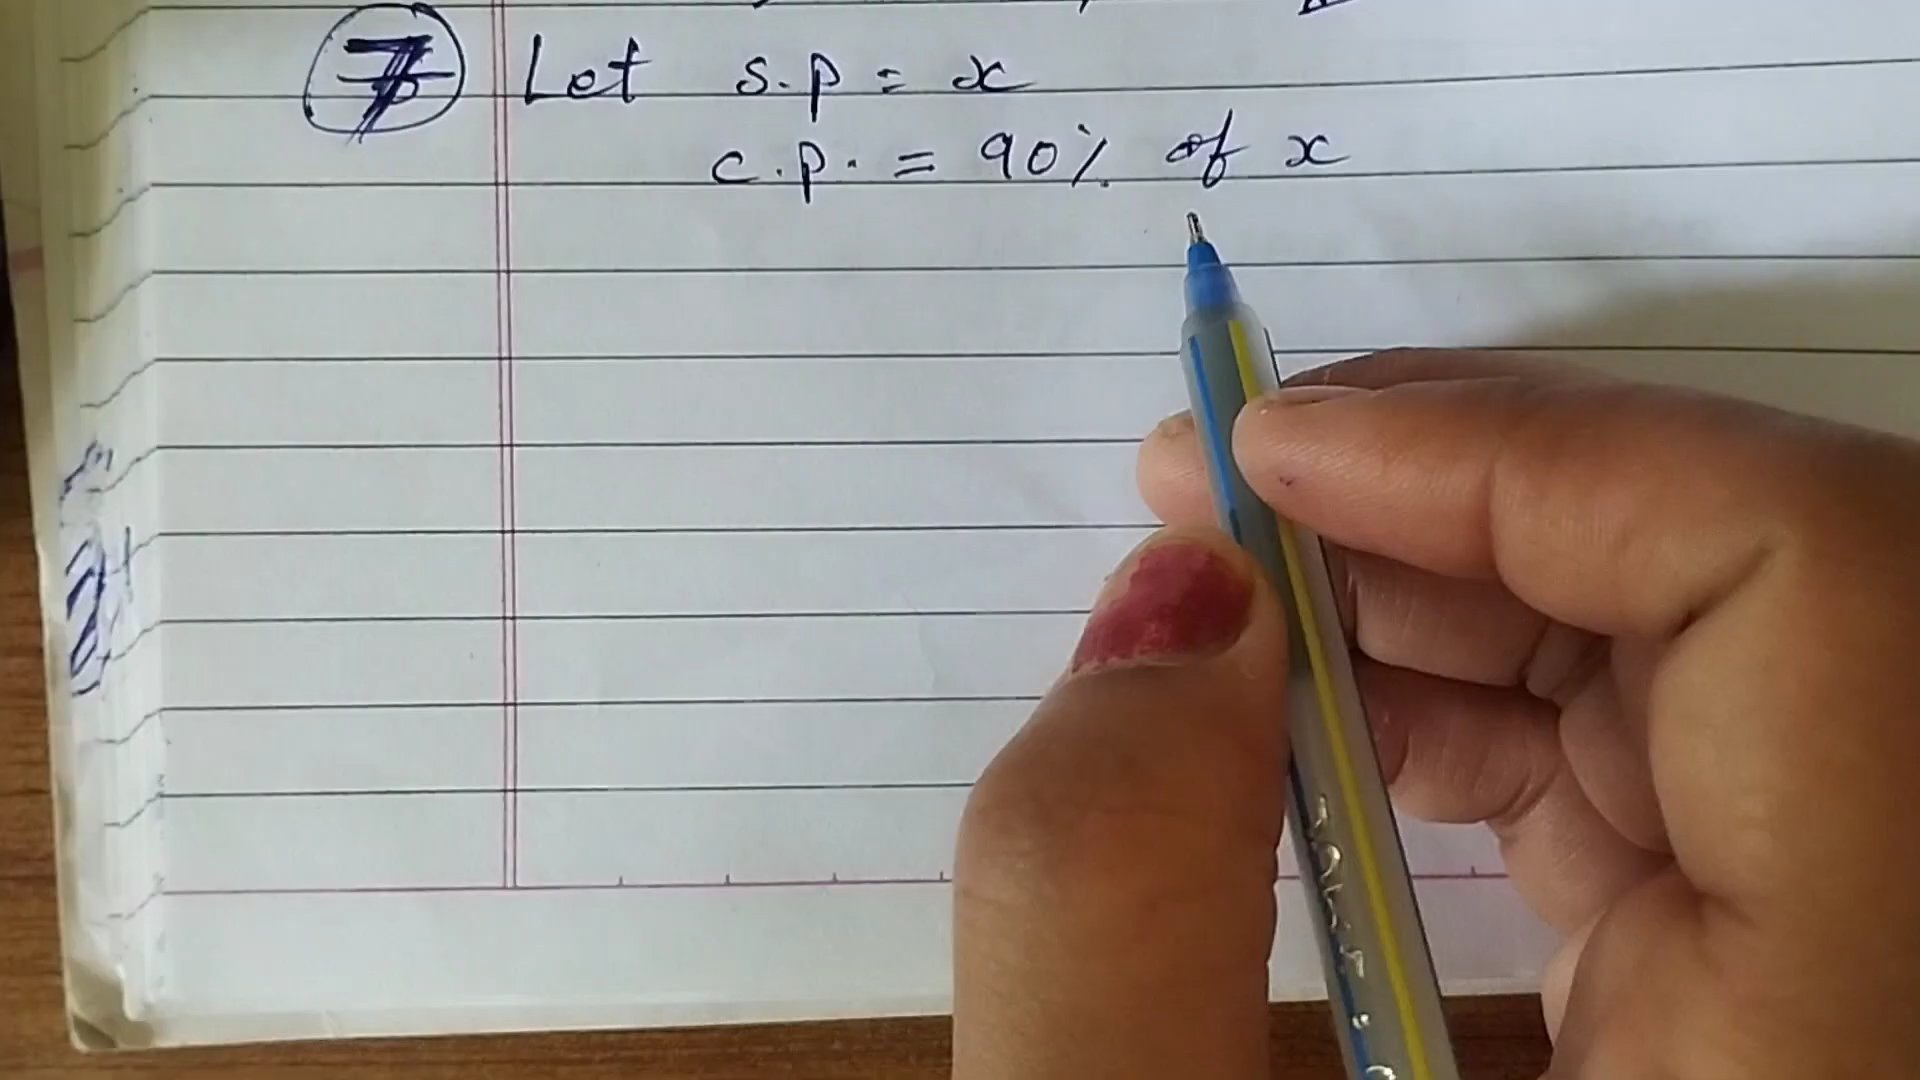 7 Let s.p = x
c.p. = 90% of x